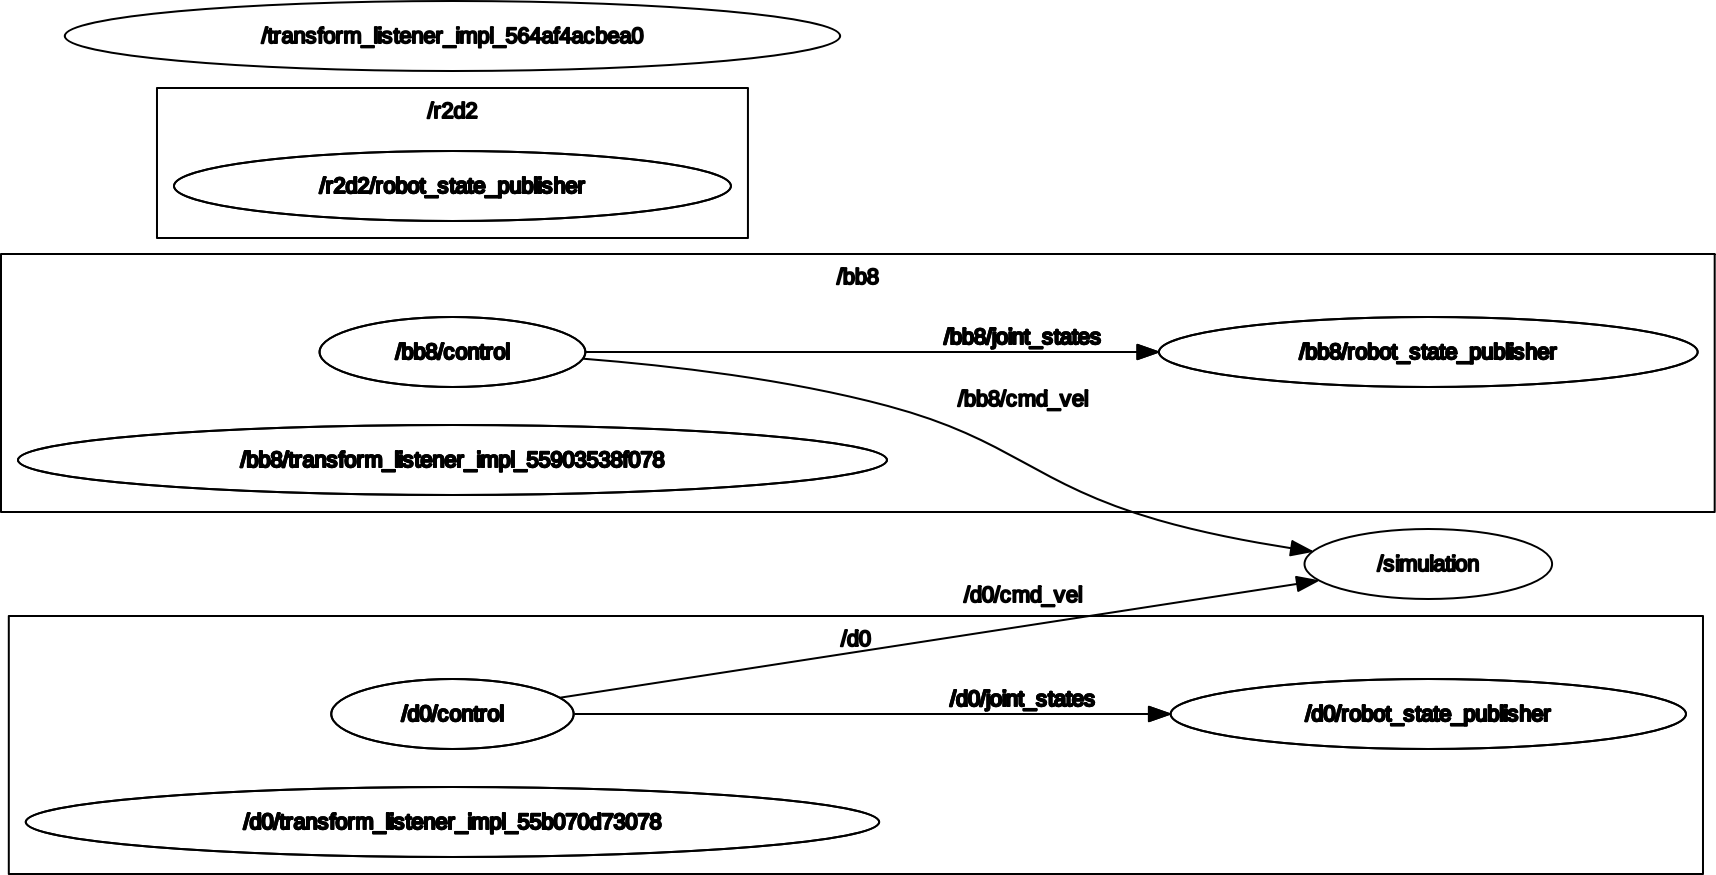 /transform_listener_impl_564af4acbea0
/r2d2
/r2d2/robot_state_publisher
/bb8
/bb8/control
/bb8/joint_states
/bb8/robot_state_publisher
/bb8/cmd_vel
/bb8/transform_listener_impl_55903538f078
/simulation
/d0/cmd_vel
/d0
/d0/control
/d0/joint_states
/d0/robot_state_publisher
/d0/transform_listener_impl_55b070d73078